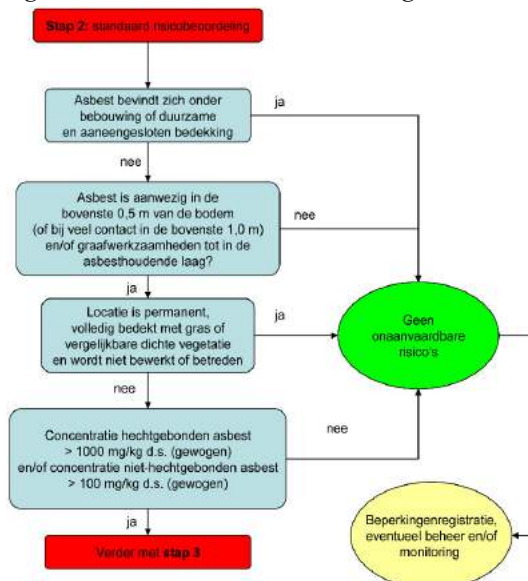 Stap 2: standaard risicobeoordeling
Asbest bevindt zich onder
bebouwing of duurzame
en aaneengesloten bedekking
ja
nee
Asbest is aanwezig in de
bovenste 0,5 m van de bodem
(of bij veel contact in de bovenste 1,0 m)
en/of graafwerkzaamheden tot in de
asbesthoudende laag?
nee
ja
Locatie is permanent,
volledig bedekt met gras of
vergelijkbare dichte vegetatie
en wordt niet bewerkt of betreden
ja
nee
Geen
onaanvaardbare
risico's
Concentratie hechtgebonden asbest
> 1000 mg/kg d.s. (gewogen)
en/of concentratie niet-hechtgebonden asbest
> 100 mg/kg d.s. (gewogen)
nee
ja
Verder met stap 3
Beperkingenregistratie,
eventueel beheer en/of
monitoring